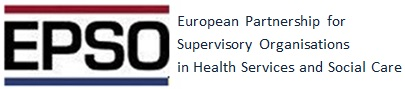 EPSO
European Partnership for
Supervisory Organisations
in Health Services and Social Care